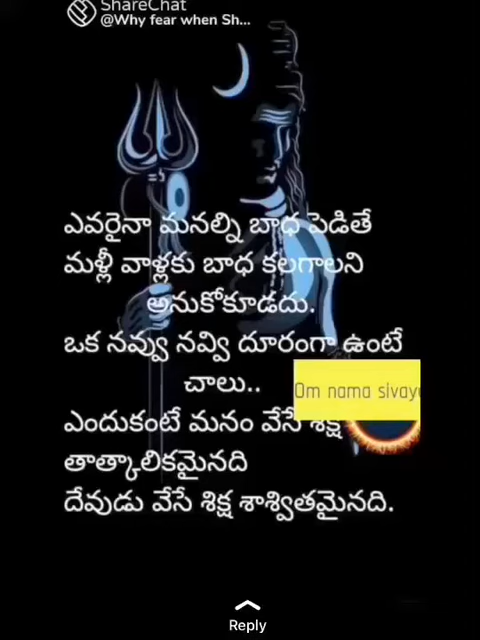 ShareChat
@Why fear when Sh...
ఎవరైనా మనల్ని బాధ పెడితే
మళ్లీ వాళ్లకు బాధ కలగాలని
అనుకోకూడదు.
ఒక నవ్వు నవ్వి దూరంగా ఉంటే
చాలు..
Om nama sivay
ఎందుకంటే మనం వేసే శిక్ష
తాత్కాలికమైనది
దేవుడు వేసే శిక్ష శాశ్వితమైనది.
Reply